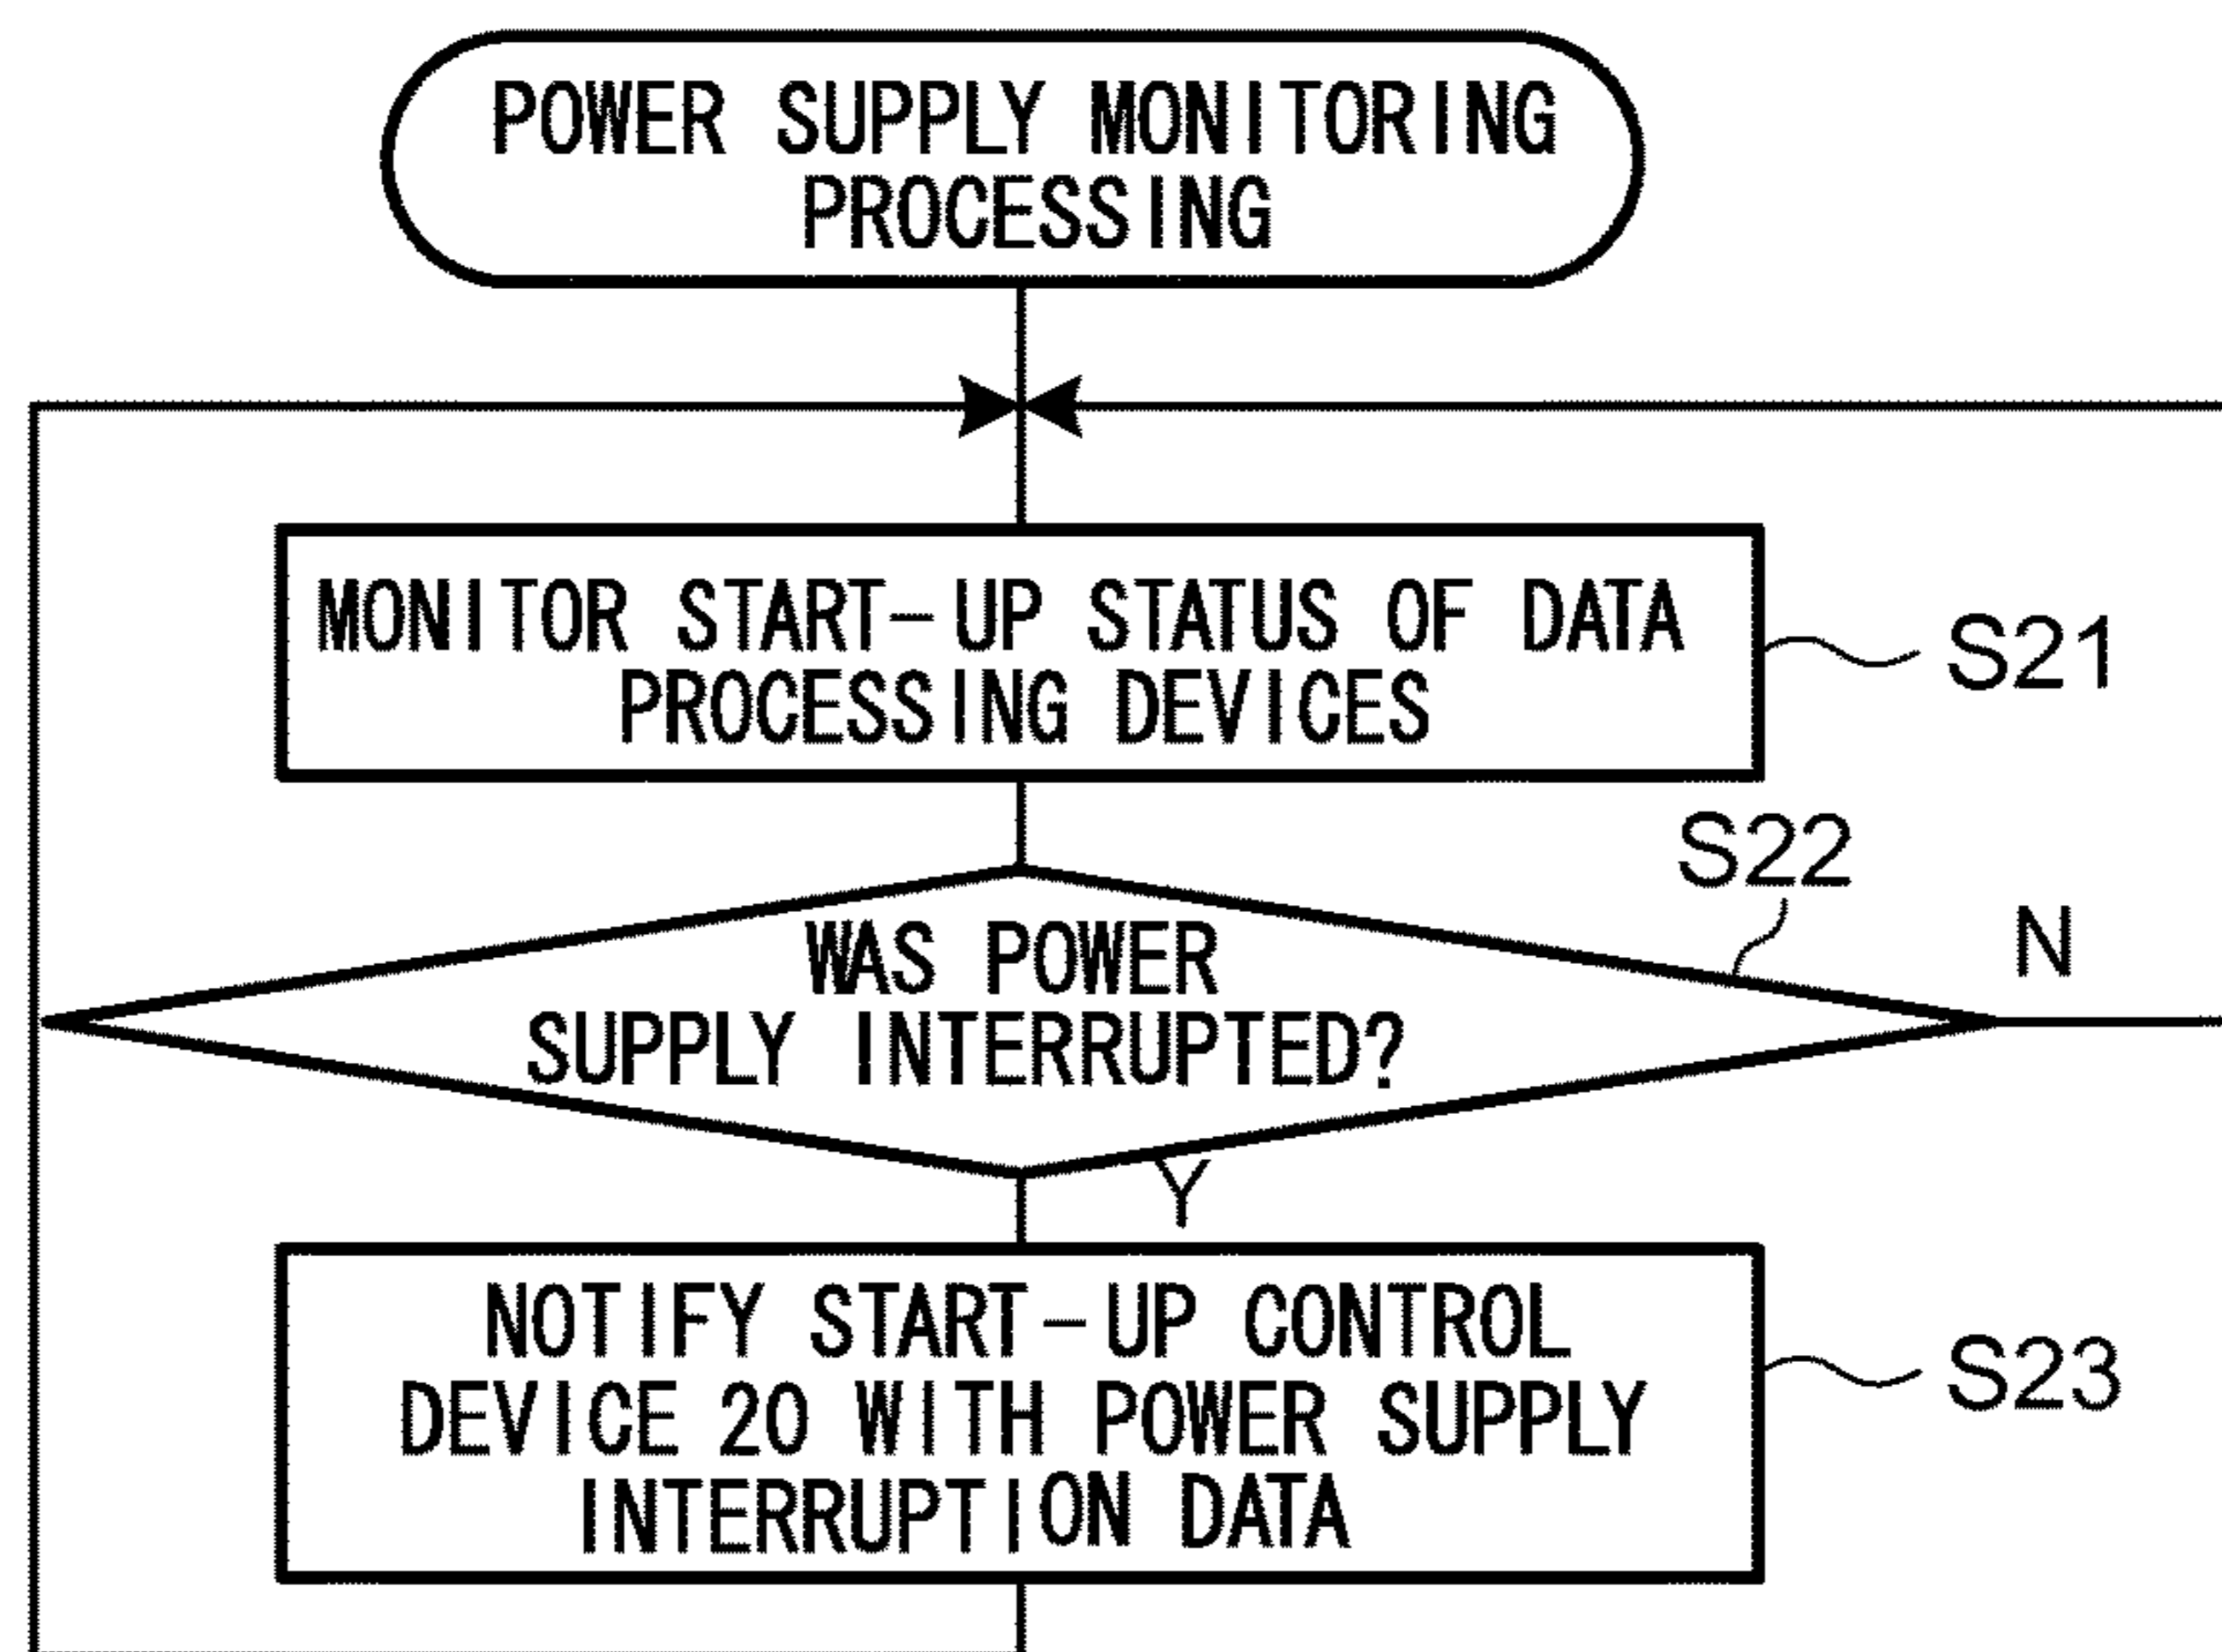 POWER SUPPLY MONITORING
PROCESSING
MONITOR START-UP STATUS OF DATA
PROCESSING DEVICES
S21
S22
N
WAS POWER
SUPPLY INTERRUPTED?
Y
NOTIFY START-UP CONTROL
DEVICE 20 WITH POWER SUPPLY
INTERRUPTION DATA
S23